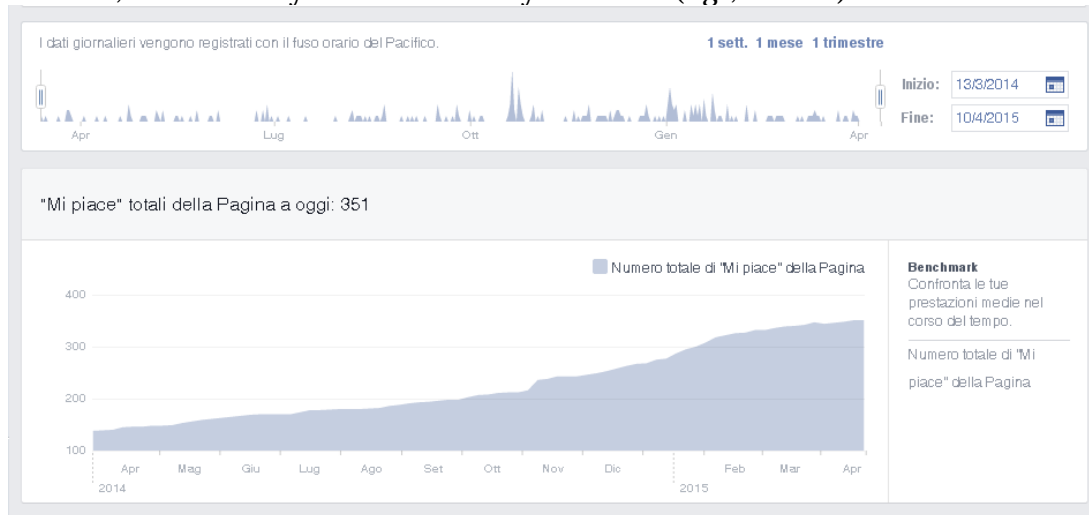 I dati giornalieri vengono registrati con il fuso orario del Pacifico.
1 sett. 1 mese 1 trimestre
Inizio: 13/3/2014
Fine: 10/4/2015
Apr Lug Ott Gen Apr
"Mi piace" totali della Pagina a oggi: 351
Numero totale di "Mi piace" della Pagina
400
300
200
100
Apr Mag Giu Lug Ago Set Ott Nov Dic Feb Mar Apr
2014 2015
Benchmark
Confronta le tue
prestazioni medie nel
corso del tempo.
Numero totale di "Mi
piace" della Pagina